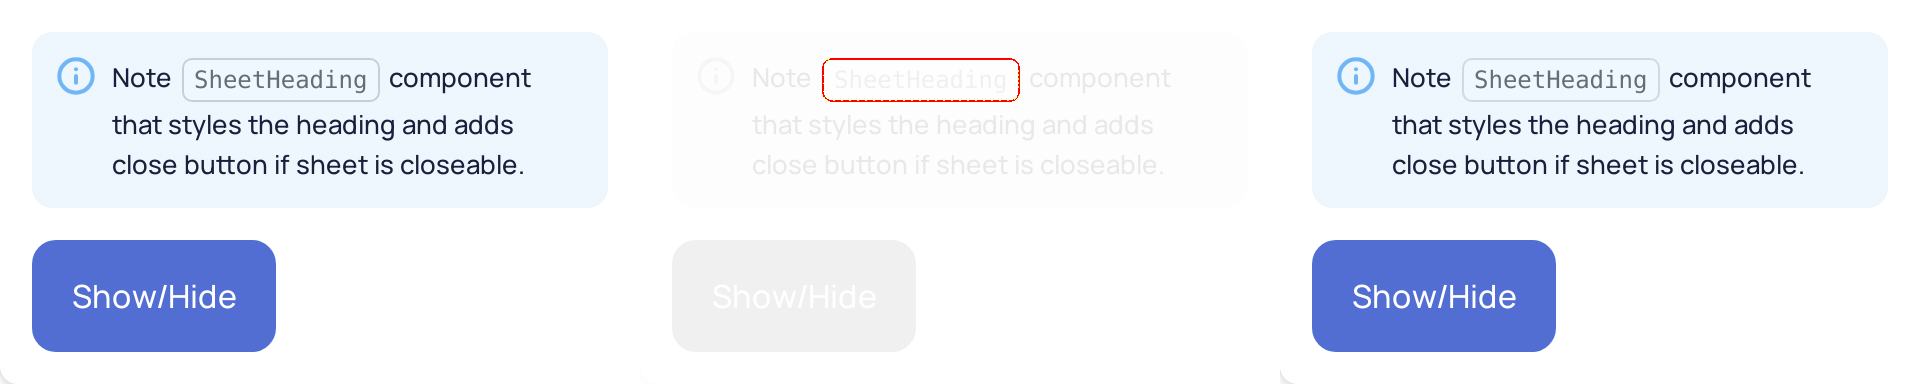 Note SheetHeading component
that styles the heading and adds
close button if sheet is closeable.
Show/Hide
Note SheetHeading component
that styles the heading and adds
close button if sheet is closeable.
Show/Hide
Note SheetHeading component
that styles the heading and adds
close button if sheet is closeable.
Show/Hide